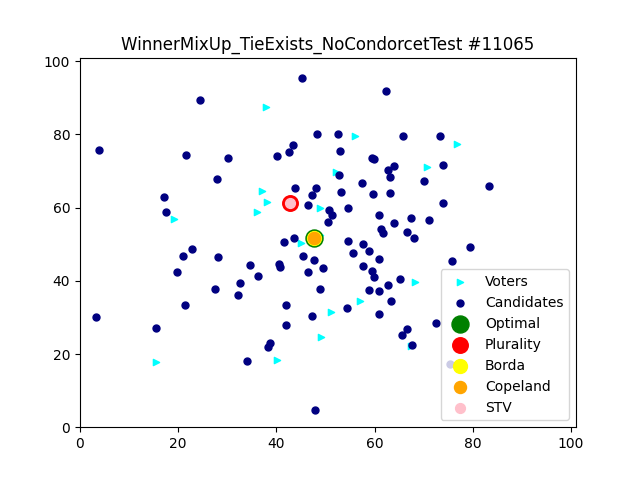 WinnerMixUp_TieExists_NoCondorcetTest #11065
100
80
60
40
20
0
0 20 40 60 80 100
Voters
Candidates
Optimal
Plurality
Borda
Copeland
STV